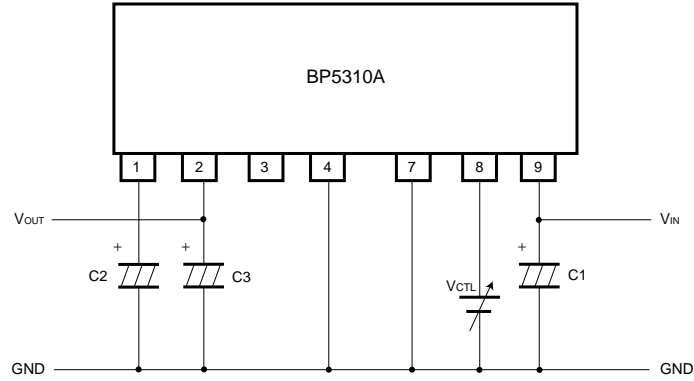 BP5310A
1 2 3 4 7 8 9
VOUT VIN
+ + +
C2 C3 VCTL C1
GND GND